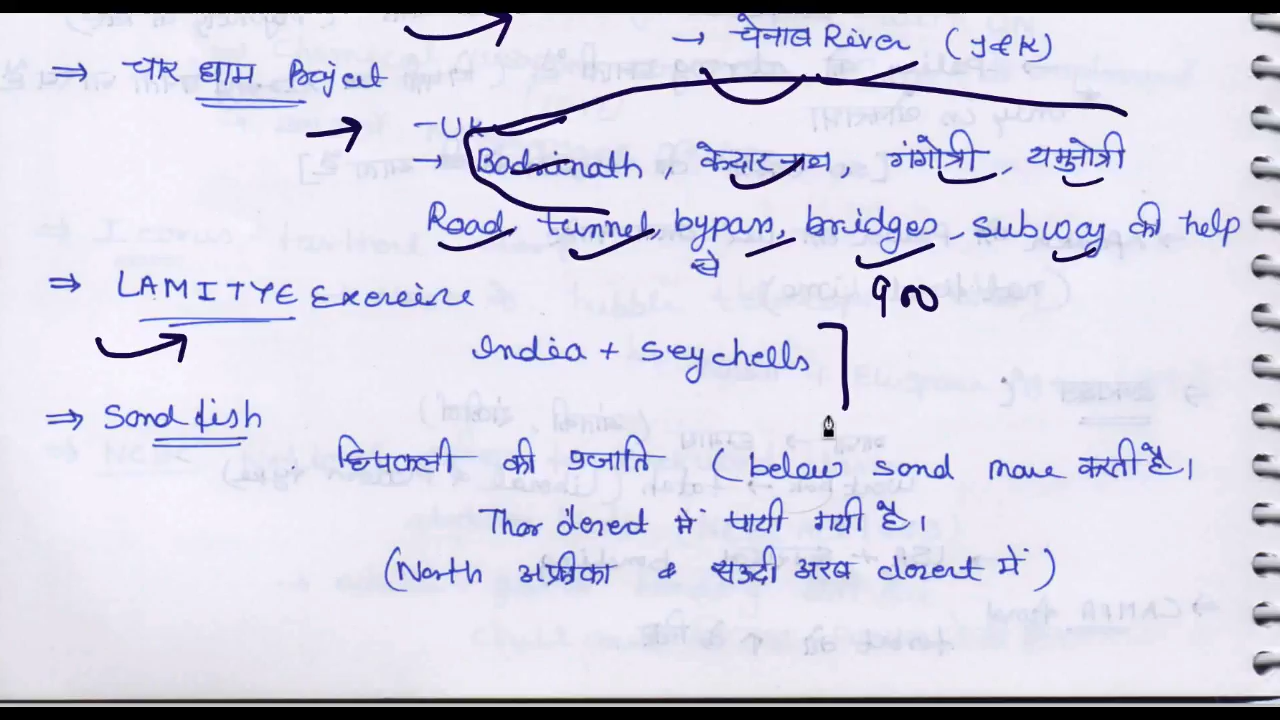 → चेनाब River (J&K)
⇒ चार धाम Project
- UK
→ Badrinath, केदारनाथ, गंगोत्री, यमुनोत्री
Road, tunnel, bypass, bridges, subway की help
से
900
⇒ LAMITYE Exercise
India + Seychells
⇒ Sand fish
छिपकली की प्रजाति (below sand move करती है।
Thar desert में पायी गयी है।
(North अफ्रीका व सऊदी अरब desert में)